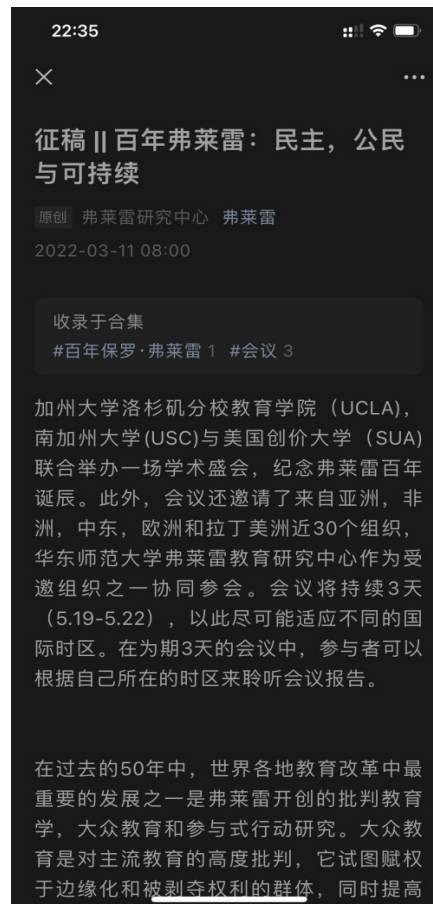 22:35
征稿 || 百年弗莱雷：民主，公民
与可持续
原创 弗莱雷研究中心 弗莱雷
2022-03-11 08:00
收录于合集
#百年保罗·弗莱雷 1 #会议 3
加州大学洛杉矶分校教育学院（UCLA），
南加州大学(USC)与美国创价大学（SUA）
联合举办一场学术盛会，纪念弗莱雷百年
诞辰。此外，会议还邀请了来自亚洲，非
洲，中东，欧洲和拉丁美洲近30个组织，
华东师范大学弗莱雷教育研究中心作为受
邀组织之一协同参会。会议将持续3天
（5.19-5.22），以此尽可能适应不同的国
际时区。在为期3天的会议中，参与者可以
根据自己所在的时区来聆听会议报告。
在过去的50年中，世界各地教育改革中最
重要的发展之一是弗莱雷开创的批判教育
学，大众教育和参与式行动研究。大众教
育是对主流教育的高度批判，它试图赋权
于边缘化和被剥夺权利的群体，同时提高